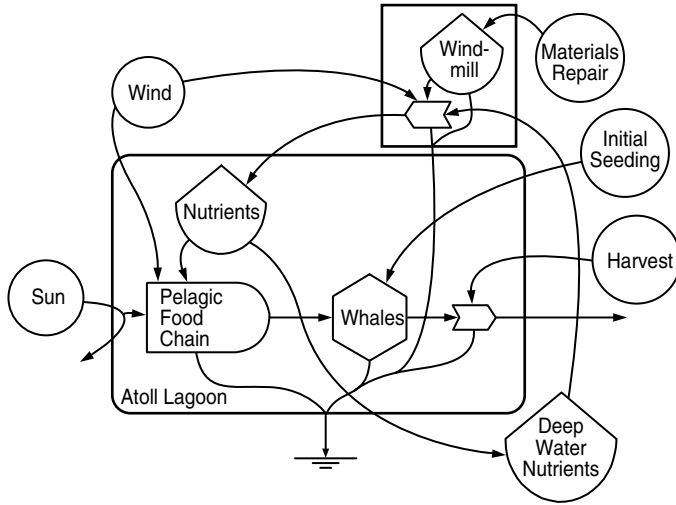 Wind-
mill
Materials
Repair
Wind
Initial
Seeding
Nutrients
Harvest
Sun
Pelagic
Food
Chain
Whales
Atoll Lagoon
Deep
Water
Nutrients